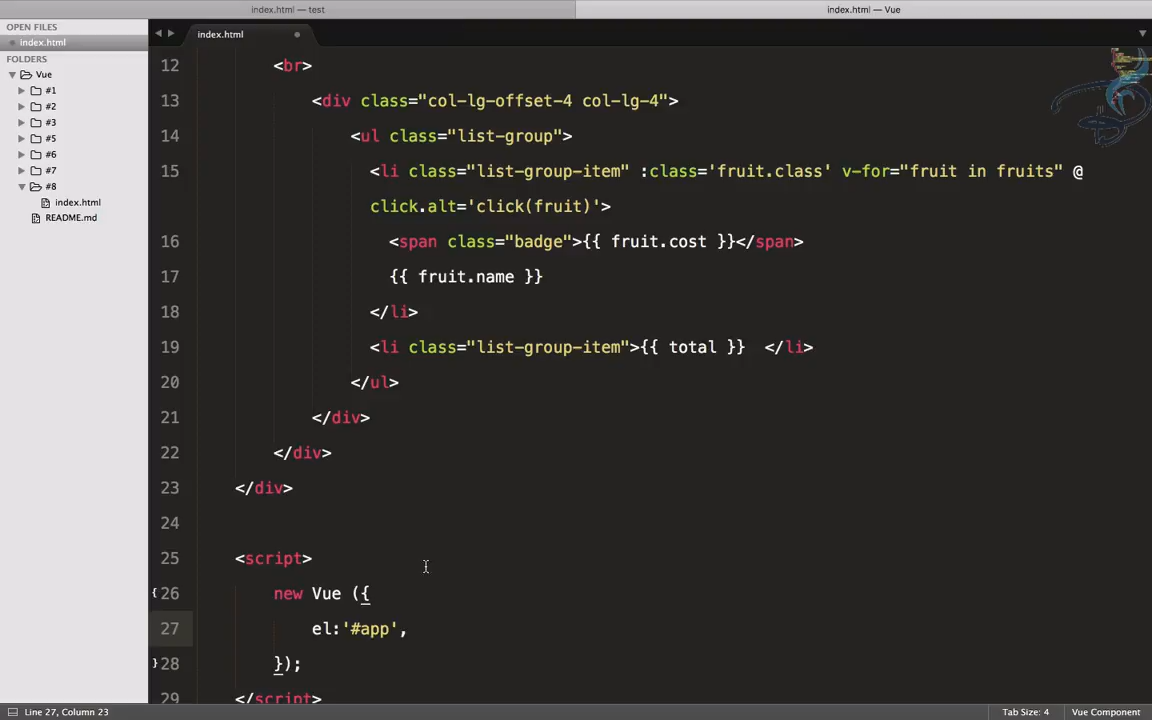 index.html — test
index.html — Vue
OPEN FILES
index.html
FOLDERS
Vue
#1
#2
#3
#5
#6
#7
#8
index.html
README.md
index.html
12 <br>
13 <div class="col-lg-offset-4 col-lg-4">
14 <ul class="list-group">
15 <li class="list-group-item" :class='fruit.class' v-for="fruit in fruits" @
click.alt='click(fruit)'>
16 <span class="badge">{{ fruit.cost }}</span>
17 {{ fruit.name }}
18 </li>
19 <li class="list-group-item">{{ total }}  </li>
20 </ul>
21 </div>
22 </div>
23 </div>
24
25 <script>
{ 26 new Vue ({
27 el:'#app',
} 28 });
29 </script>
Line 27, Column 23
Tab Size: 4
Vue Component